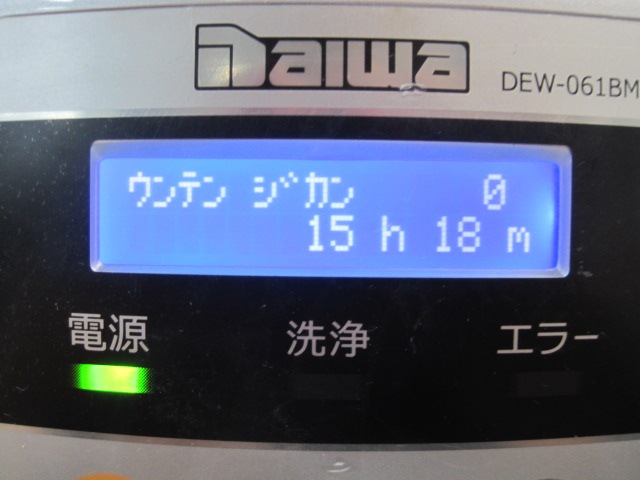 Daiwa
DEW-061BM
ウンテン ジカン 0
15 h 18 m
電源 洗浄 エラー